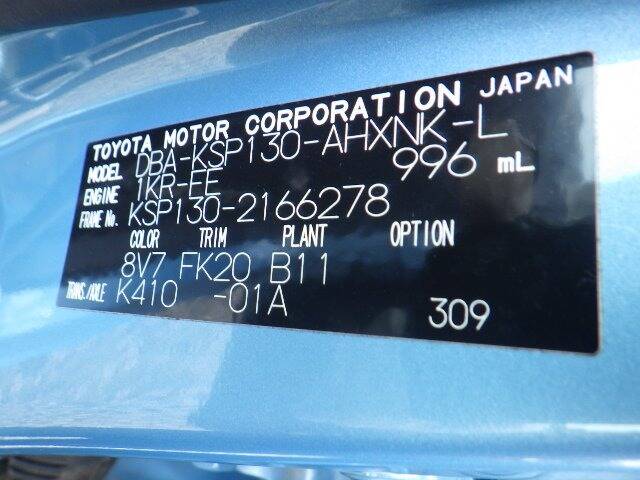 TOYOTA MOTOR CORPORATION JAPAN
MODEL DBA-KSP130-AHXNK-L
ENGINE 1KR-FE 996 mL
FRAME No. KSP130-2166278
COLOR TRIM PLANT OPTION
8V7 FK20 B11
TRANS./AXLE K410 -01A
309